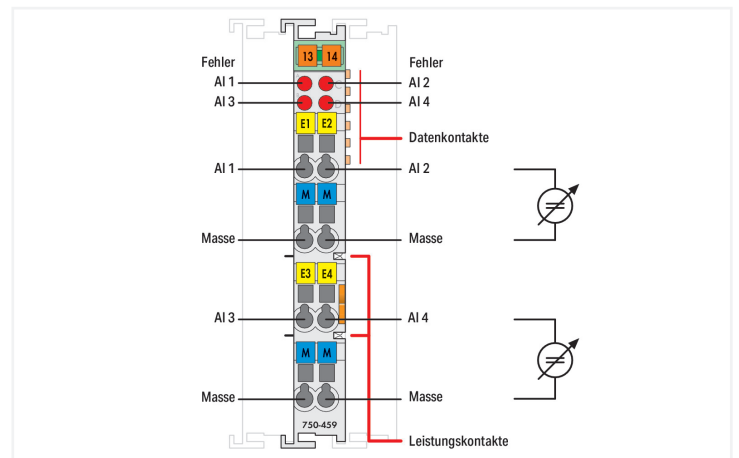 13 14
Fehler Fehler
AI 1 AI 2
AI 3 AI 4
E1 E2
Datenkontakte
AI 1 AI 2
M M
Masse Masse
E3 E4
AI 3 AI 4
M M
Masse Masse
750-459
Leistungskontakte